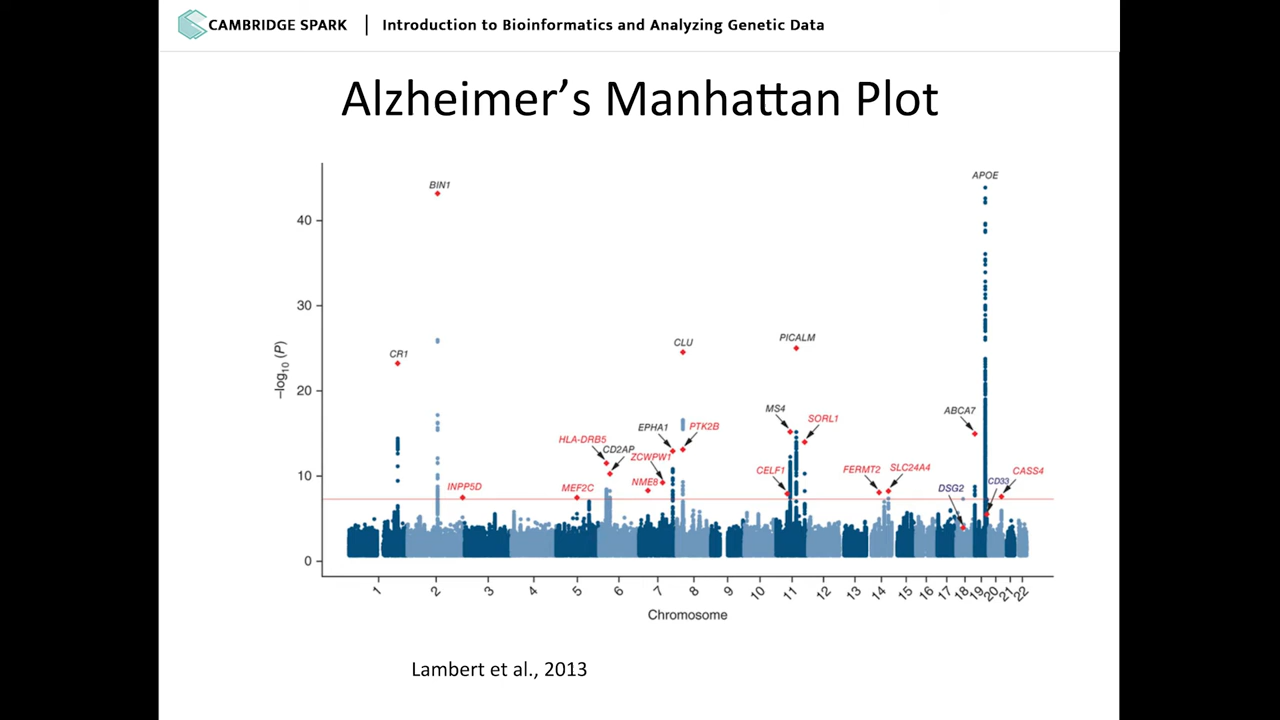 CAMBRIDGE SPARK | Introduction to Bioinformatics and Analyzing Genetic Data
Alzheimer's Manhattan Plot
APOE
BIN1
40
30
–log10 (P)
PICALM
CLU
CR1
20
MS4
ABCA7
SORL1
EPHA1
PTK2B
HLA-DRB5
CD2AP
ZCWPW1
CELF1
FERMT2
SLC24A4
CASS4
10
INPP5D
MEF2C
NME8
DSG2
CD33
0
1 2 3 4 5 6 7 8 9 10 11 12 13 14 15 16 17 18 19 20 21 22
Chromosome
Lambert et al., 2013